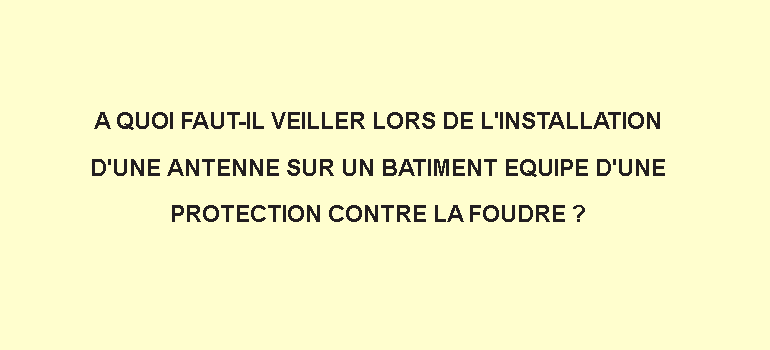 A QUOI FAUT-IL VEILLER LORS DE L'INSTALLATION
D'UNE ANTENNE SUR UN BATIMENT EQUIPE D'UNE
PROTECTION CONTRE LA FOUDRE ?